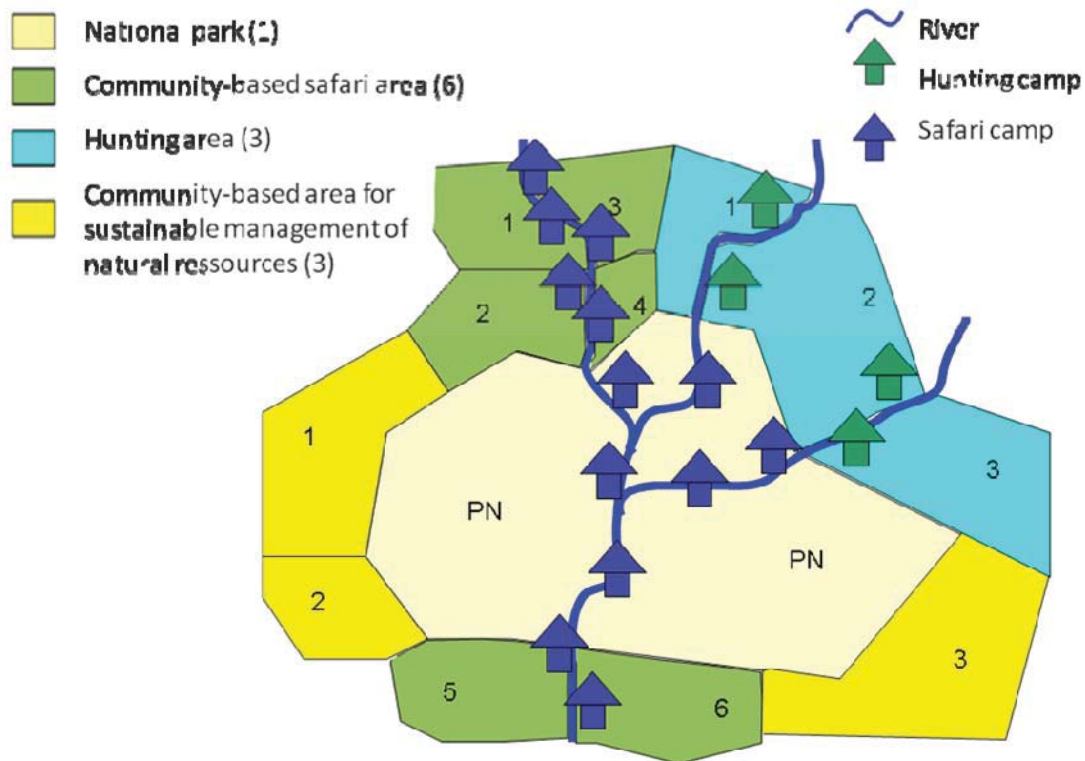 Nationa park (1)
Community-based safari area (6)
Hunting area (3)
Community-based area for
sustainable management of
natural ressources (3)
River
Hunting camp
Safari camp
1
3
2
4
1
2
3
1
2
PN
PN
3
5
6